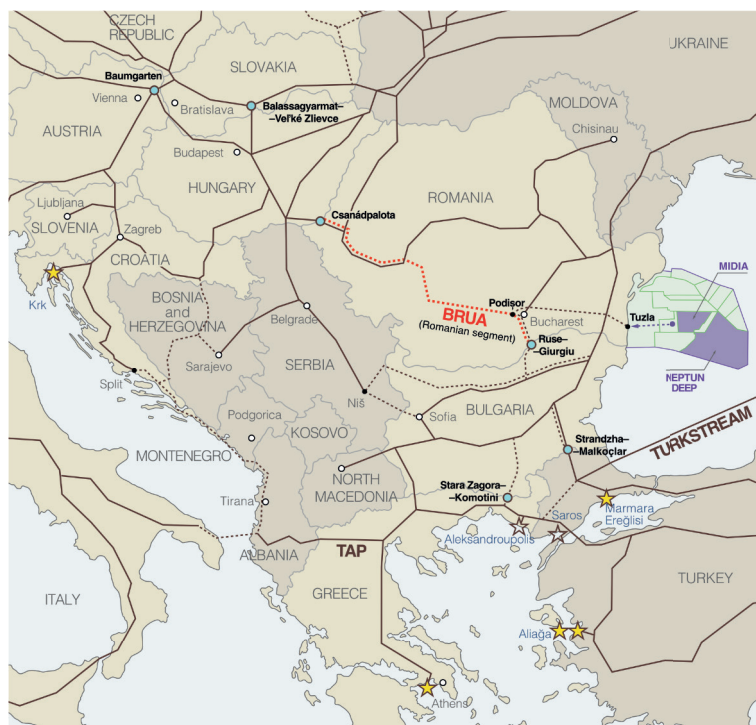 CZECH
REPUBLIC
UKRAINE
SLOVAKIA
Baumgarten
Vienna
Bratislava
Balassagyarmat–
–Veľké Zlievce
MOLDOVA
Chisinau
AUSTRIA
Budapest
HUNGARY
ROMANIA
Ljubljana
SLOVENIA
Csanádpalota
Zagreb
CROATIA
MIDIA
Krk
BOSNIA
and
HERZEGOVINA
Belgrade
Podişor
BRUA
(Romanian segment)
Bucharest
Tuzla
Ruse–
–Giurgiu
Sarajevo
SERBIA
NEPTUN
DEEP
Split
Niš
Podgorica
Sofia
BULGARIA
KOSOVO
TURKSTREAM
MONTENEGRO
Strandzha–
–Malkoçlar
NORTH
MACEDONIA
Stara Zagora–
–Komotini
Tirana
Saros
Marmara
Ereğlisi
Aleksandroupolis
ALBANIA
TAP
GREECE
TURKEY
ITALY
Aliağa
Athens